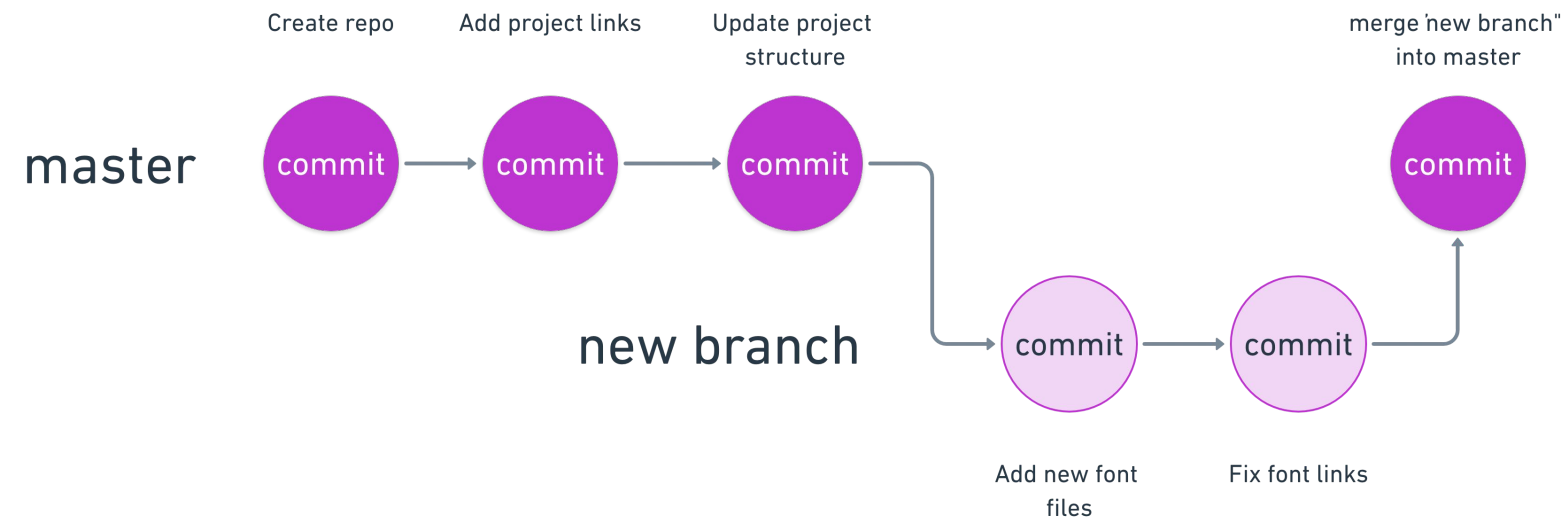 Create repo
Add project links
Update project
structure
merge 'new branch"
into master
master
commit
commit
commit
commit
new branch
commit
commit
Add new font
files
Fix font links